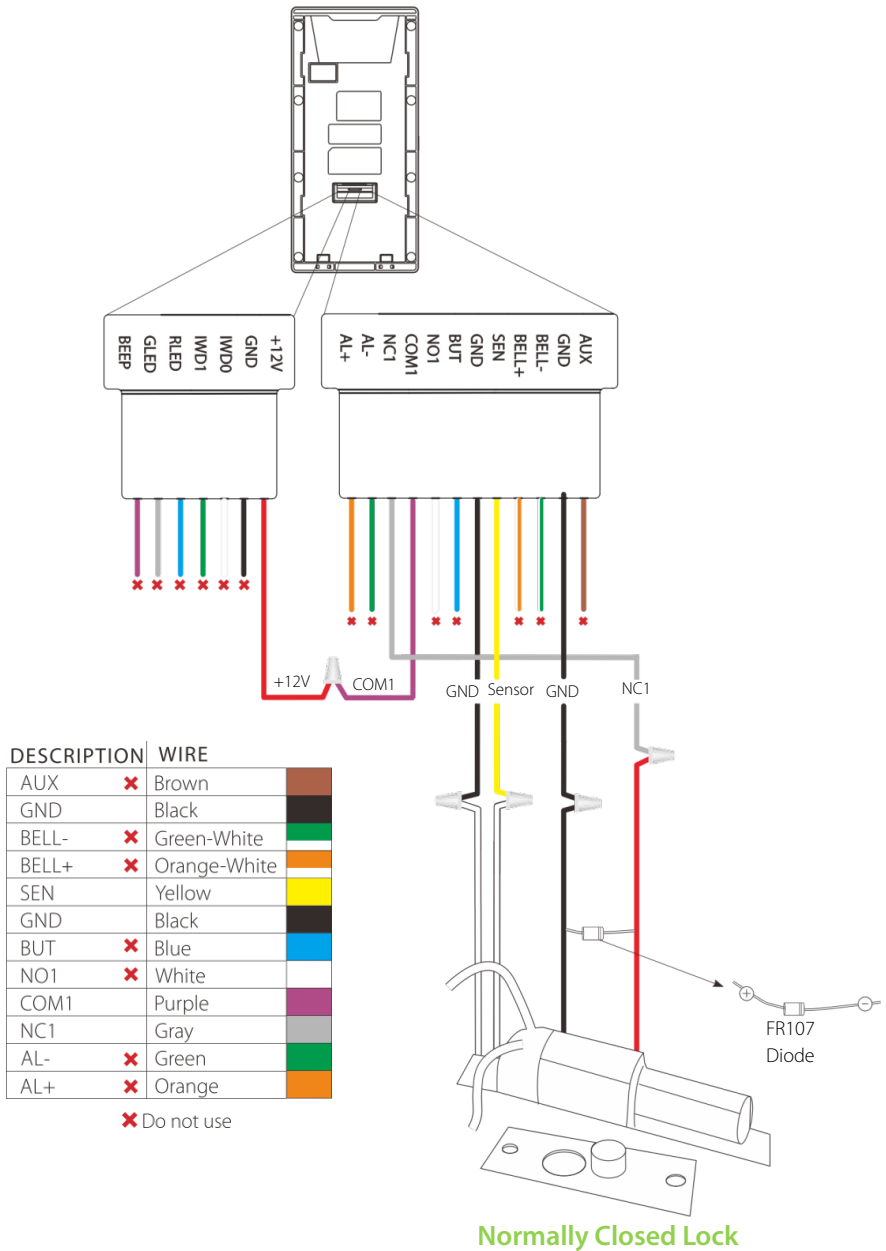 BEEP
GLED
RLED
IWD1
IWD0
GND
+12V
AL+
AL-
NC1
COM1
NO1
BUT
GND
SEN
BELL+
BELL-
GND
AUX
+12V
COM1
GND
Sensor
GND
NC1
DESCRIPTION WIRE
AUX Brown
GND Black
BELL- Green-White
BELL+ Orange-White
SEN Yellow
GND Black
BUT Blue
NO1 White
COM1 Purple
NC1 Gray
AL- Green
AL+ Orange
Do not use
+
−
FR107
Diode
Normally Closed Lock